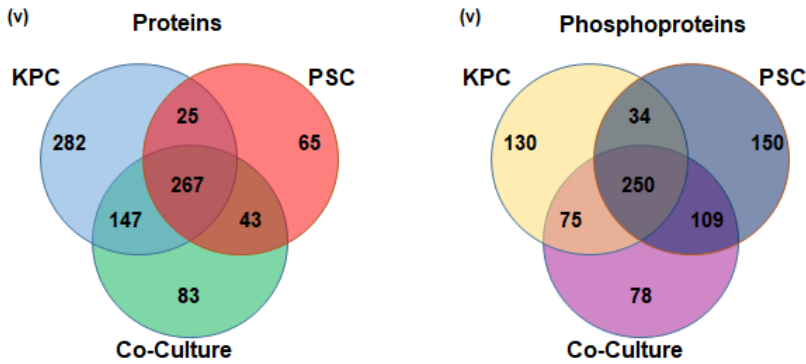 (v)
Proteins
KPC
PSC
25
282
65
267
147
43
83
Co-Culture
(v)
Phosphoproteins
KPC
PSC
34
130
150
250
75
109
78
Co-Culture